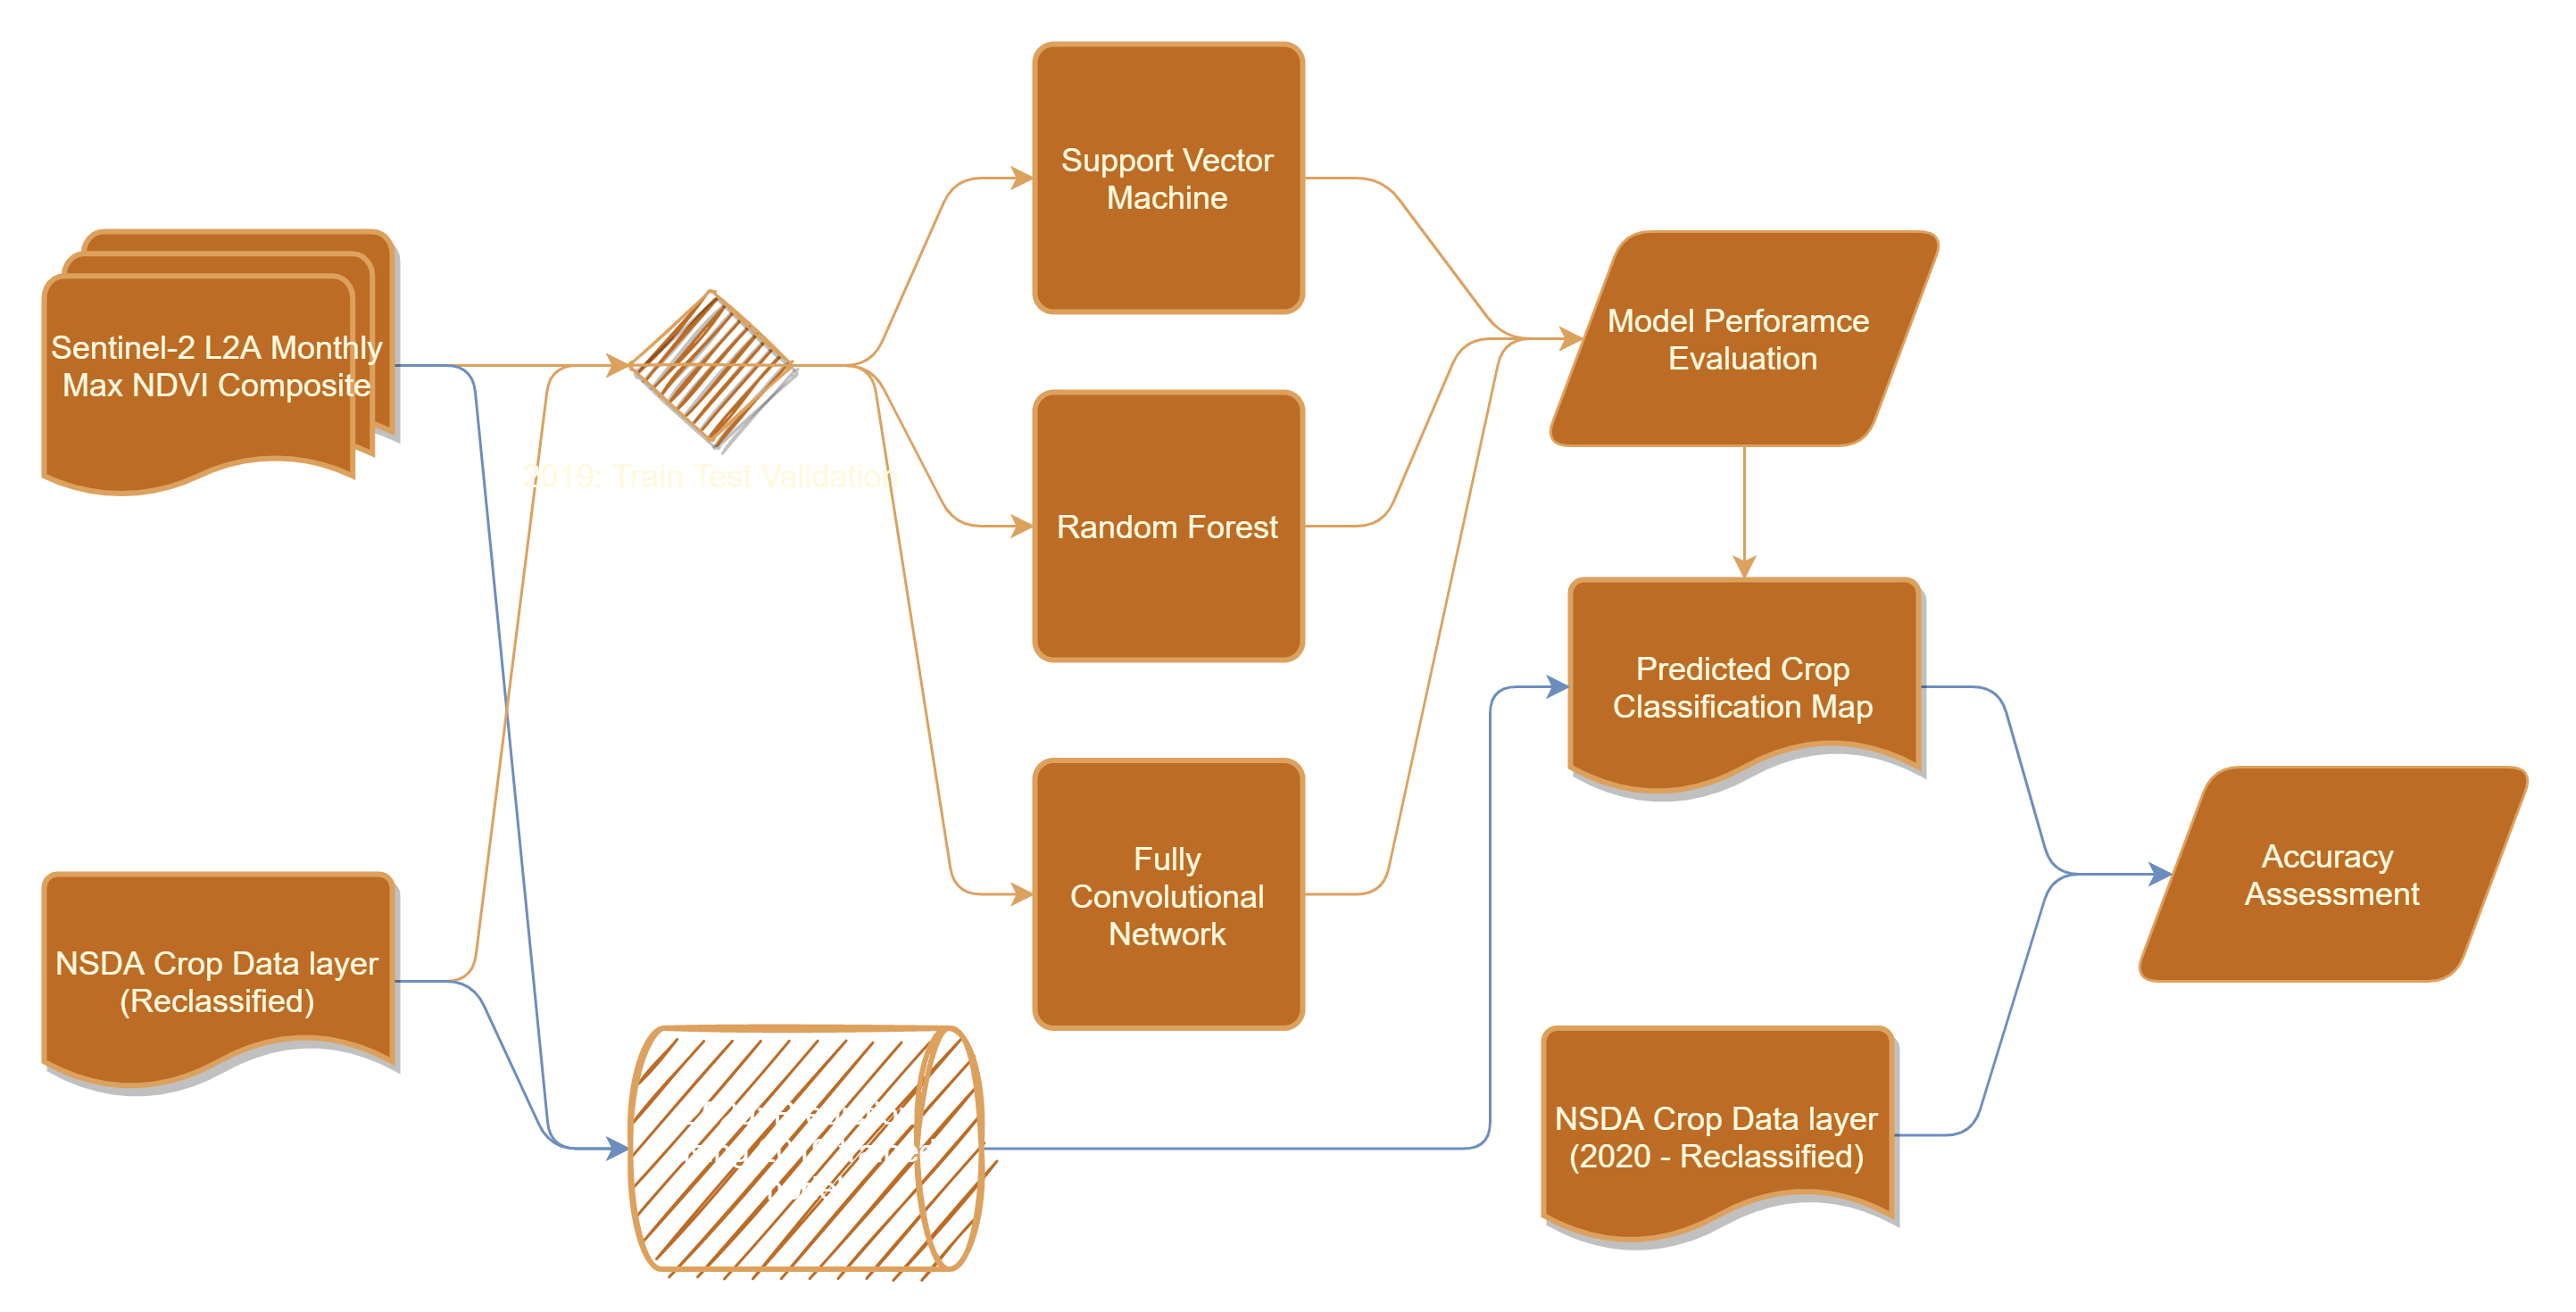 Support Vector
Machine
Sentinel-2 L2A Monthly
Max NDVI Composite
Model Perforamce
Evaluation
2019: Train Test Validation
Random Forest
Predicted Crop
Classification Map
Fully
Convolutional
Network
Accuracy
Assessment
NSDA Crop Data layer
(Reclassified)
NSDA Crop Data layer
(2020 - Reclassified)